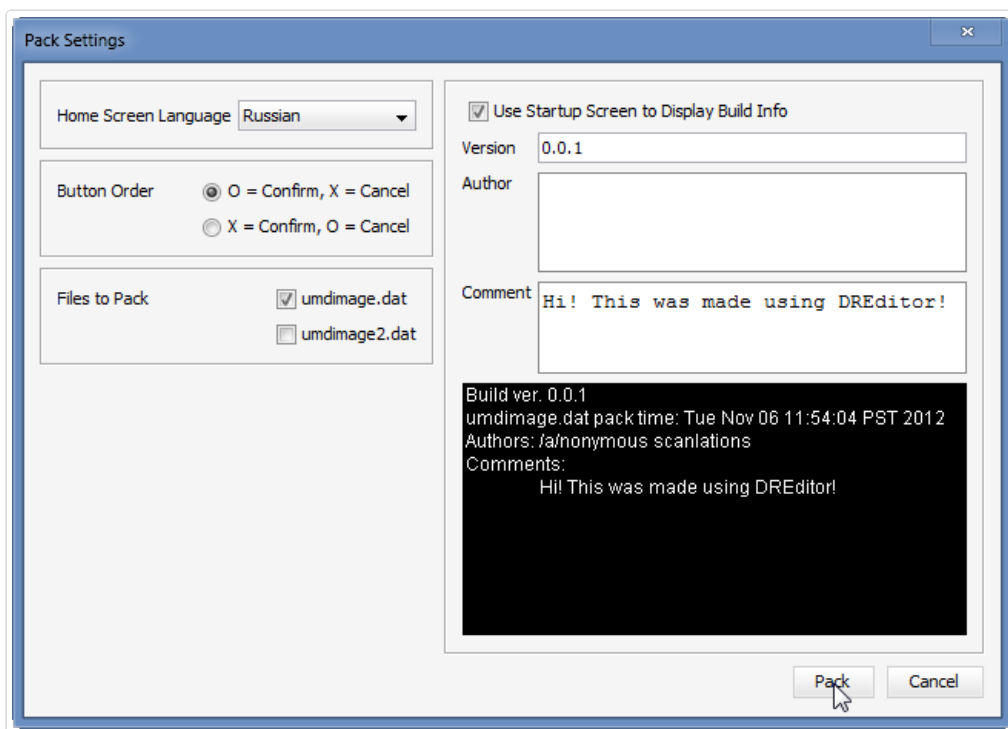 Pack Settings
Home Screen Language Russian
Button Order O = Confirm, X = Cancel
X = Confirm, O = Cancel
Files to Pack umdimage.dat
umdimage2.dat
Use Startup Screen to Display Build Info
Version 0.0.1
Author
Comment Hi! This was made using DREditor!
Build ver. 0.0.1
umdimage.dat pack time: Tue Nov 06 11:54:04 PST 2012
Authors: /a/nonymous scanlations
Comments:
Hi! This was made using DREditor!
Pack Cancel